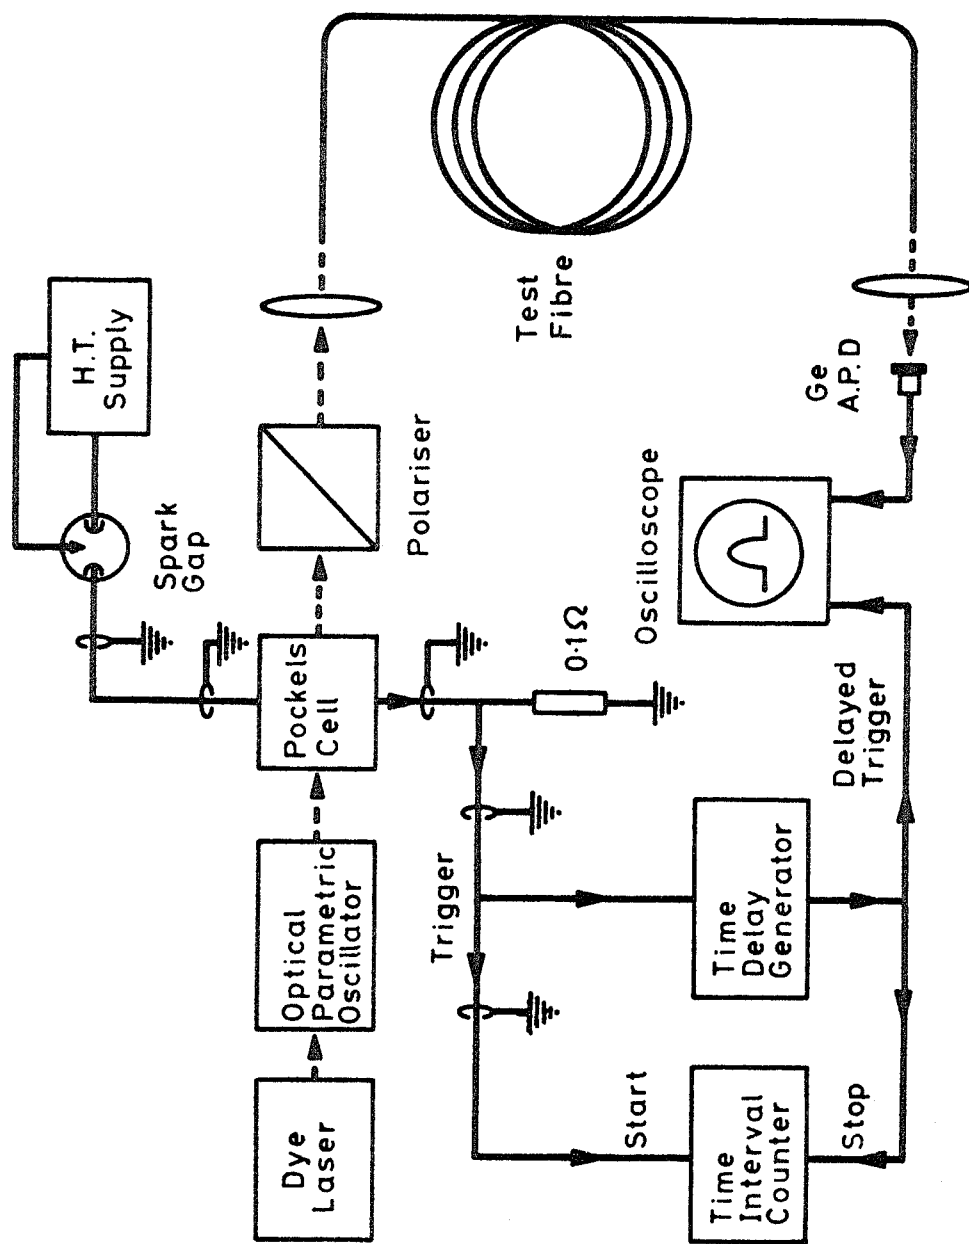 H.T.
Supply
Spark
Gap
Dye
Laser
Optical
Parametric
Oscillator
Pockels
Cell
Polariser
Test
Fibre
Trigger
0·1Ω
Ge
A.P.D
Oscilloscope
Start
Time
Interval
Counter
Stop
Time
Delay
Generator
Delayed
Trigger